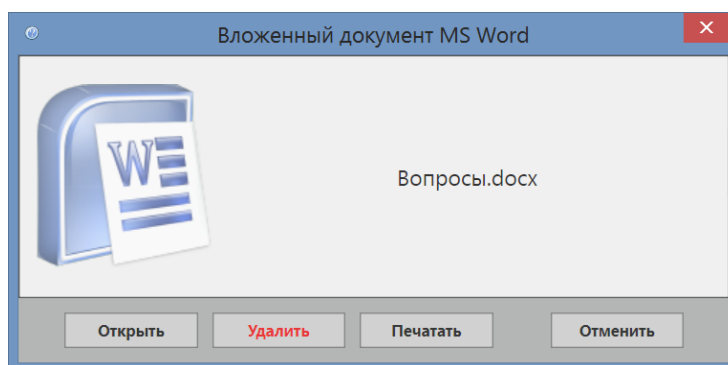 Вложенный документ MS Word
W
Вопросы.docx
Открыть
Удалить
Печатать
Отменить